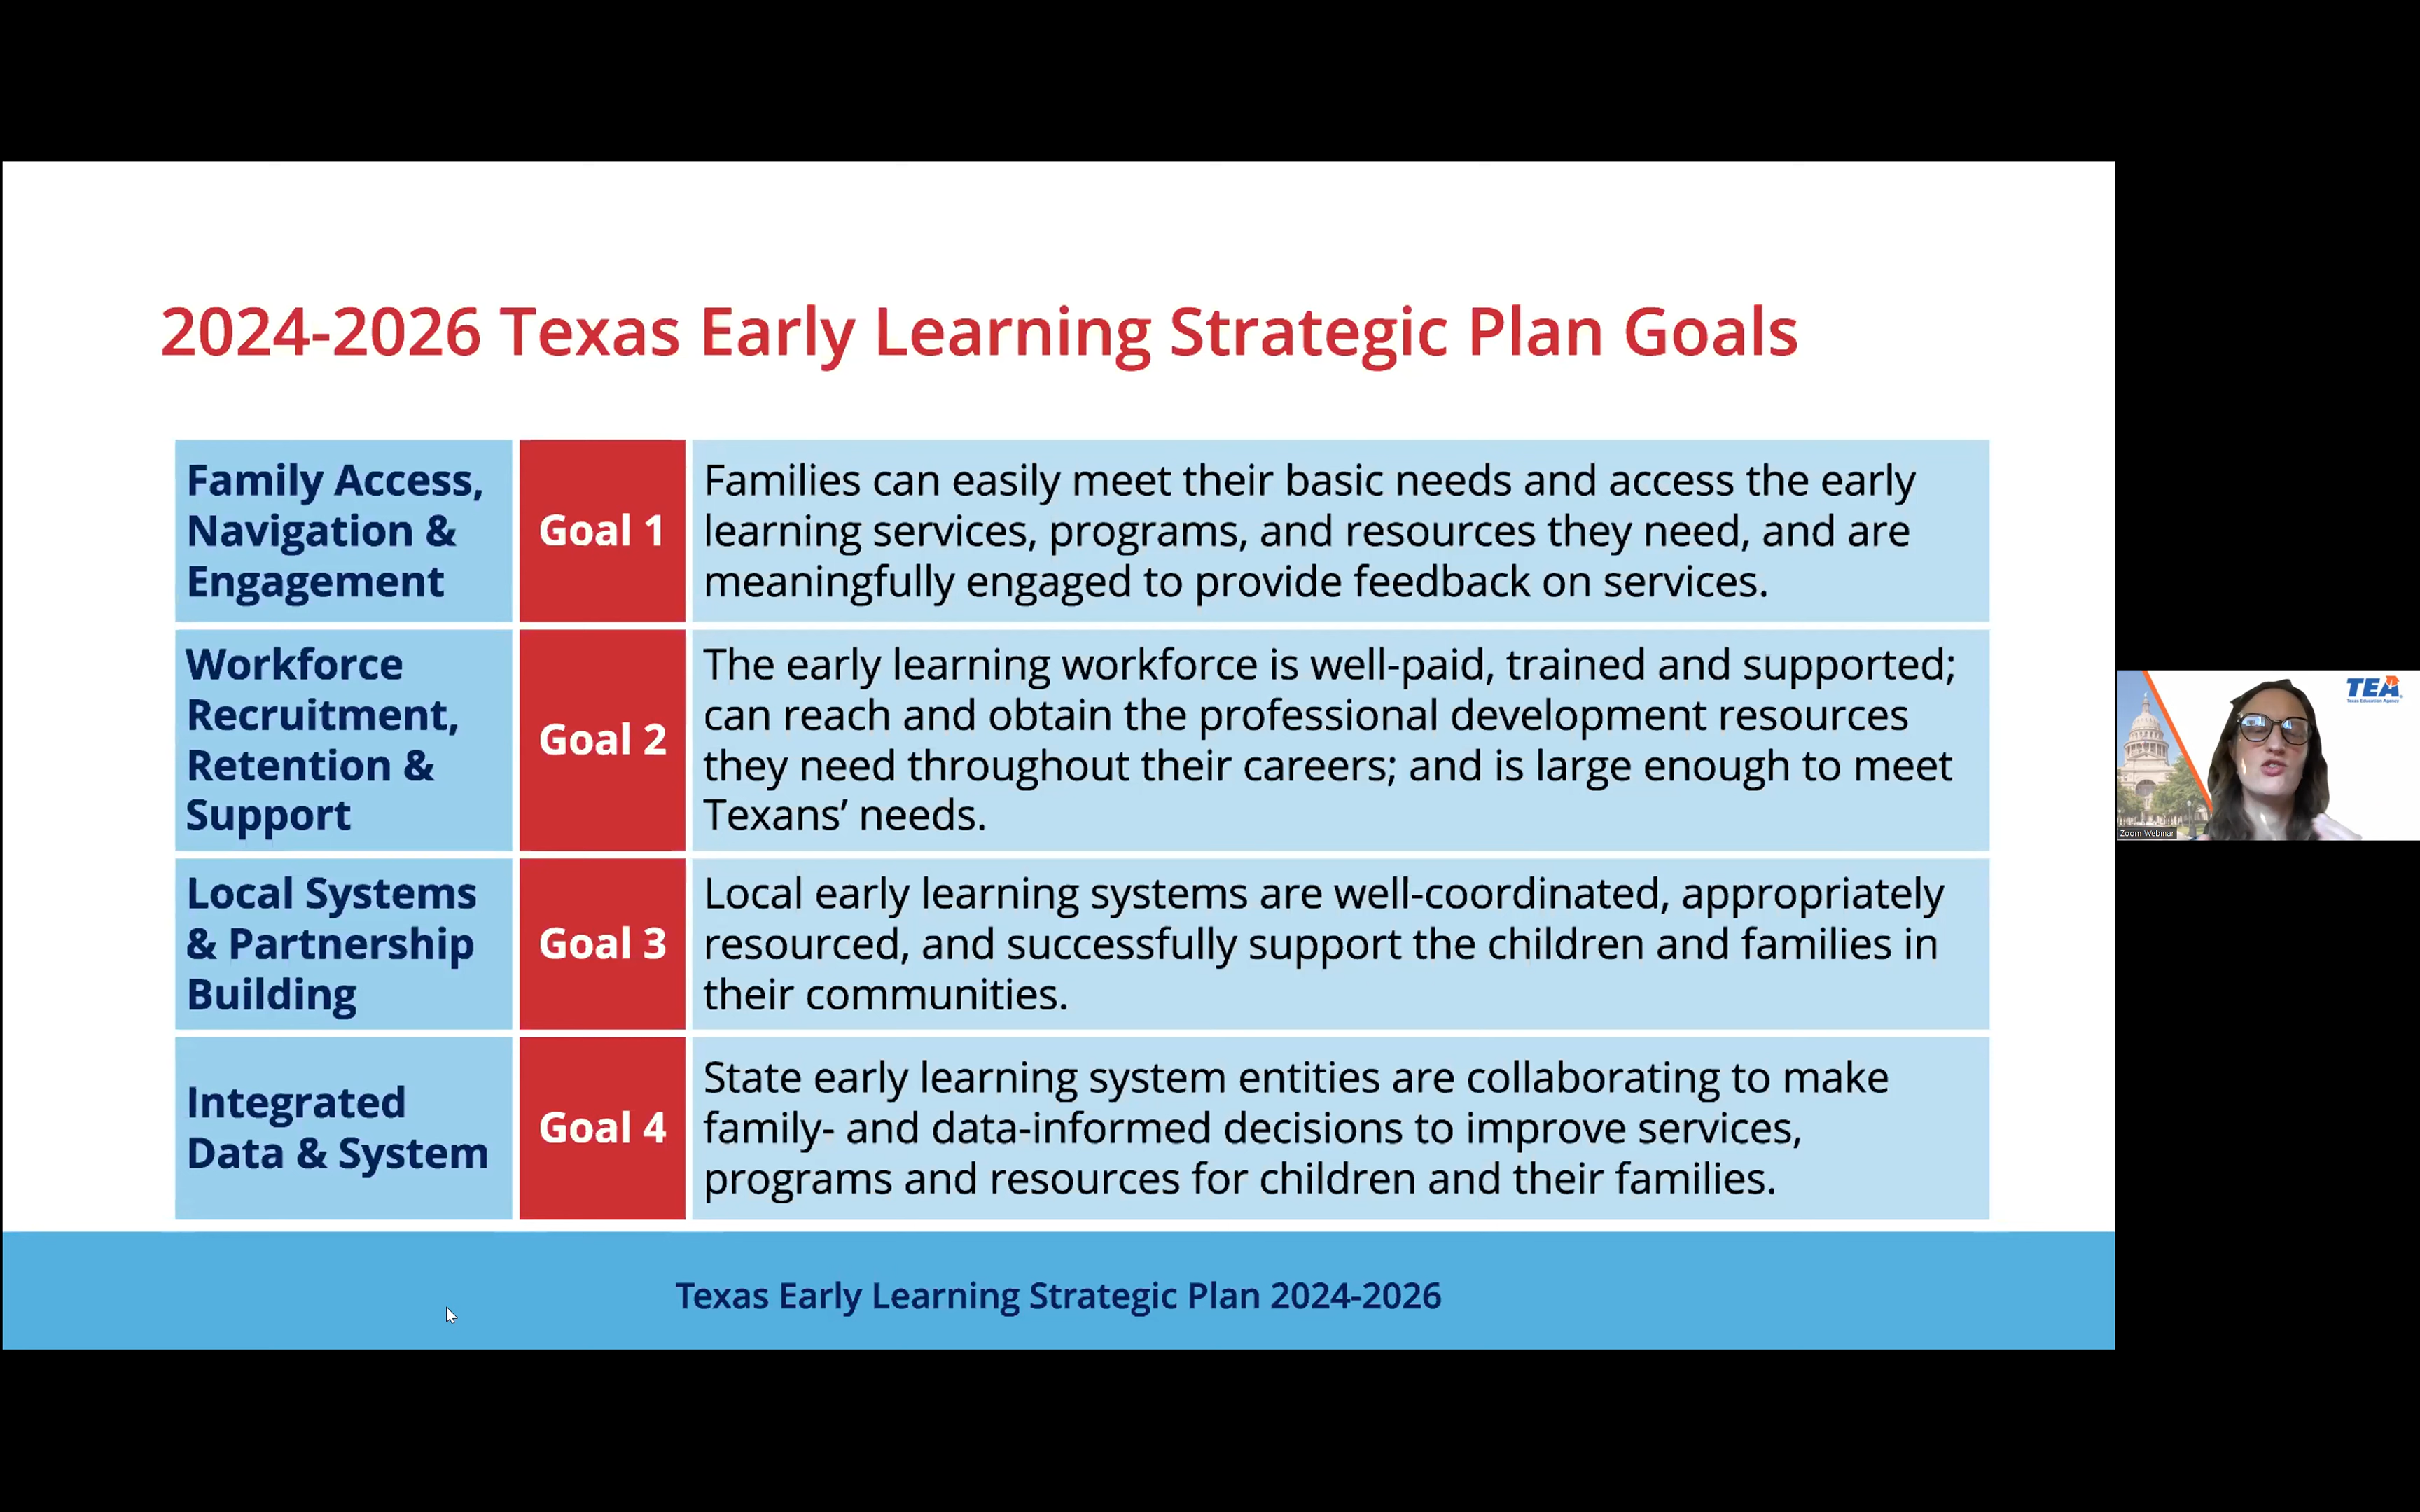 2024-2026 Texas Early Learning Strategic Plan Goals
Family Access,
Navigation &
Engagement
Goal 1
Families can easily meet their basic needs and access the early
learning services, programs, and resources they need, and are
meaningfully engaged to provide feedback on services.
Workforce
Recruitment,
Retention &
Support
Goal 2
The early learning workforce is well-paid, trained and supported;
can reach and obtain the professional development resources
they need throughout their careers; and is large enough to meet
Texans’ needs.
Local Systems
& Partnership
Building
Goal 3
Local early learning systems are well-coordinated, appropriately
resourced, and successfully support the children and families in
their communities.
Integrated
Data & System
Goal 4
State early learning system entities are collaborating to make
family- and data-informed decisions to improve services,
programs and resources for children and their families.
Texas Early Learning Strategic Plan 2024-2026
TEA
Texas Education Agency
Zoom Webinar